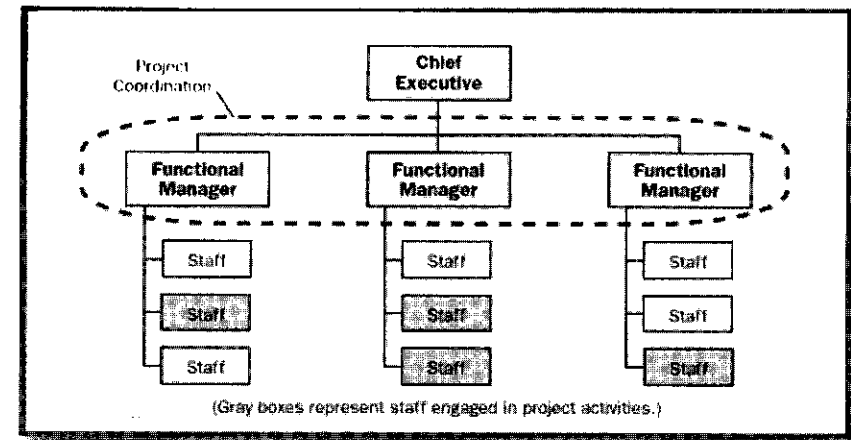 Chief
Executive
Project
Coordination
Functional
Manager
Functional
Manager
Functional
Manager
Staff
Staff
Staff
Staff
Staff
Staff
Staff
Staff
Staff
(Gray boxes represent staff engaged in project activities.)